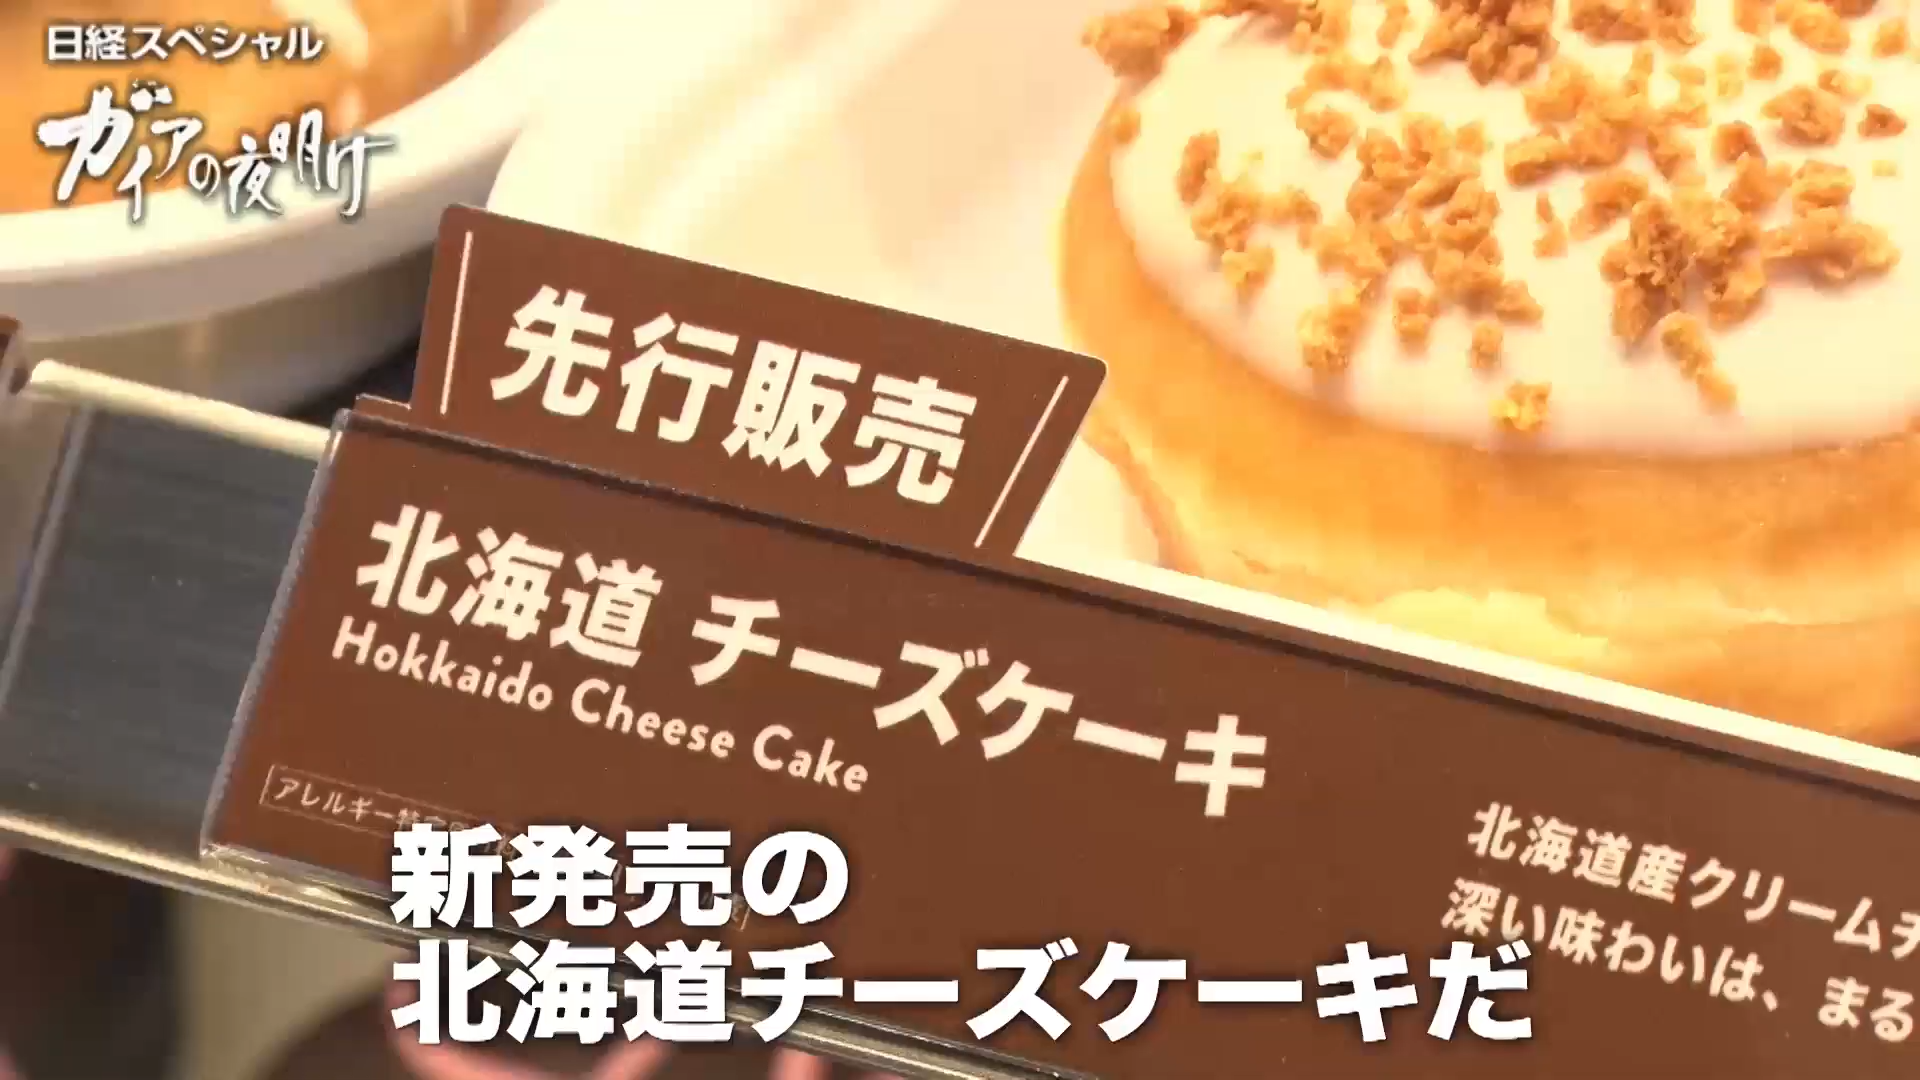 日経スペシャル
ガイアの夜明け
先行販売
北海道 チーズケーキ
Hokkaido Cheese Cake
アレルギー特定
北海道産クリームチ
深い味わいは、まる
新発売の
北海道チーズケーキだ